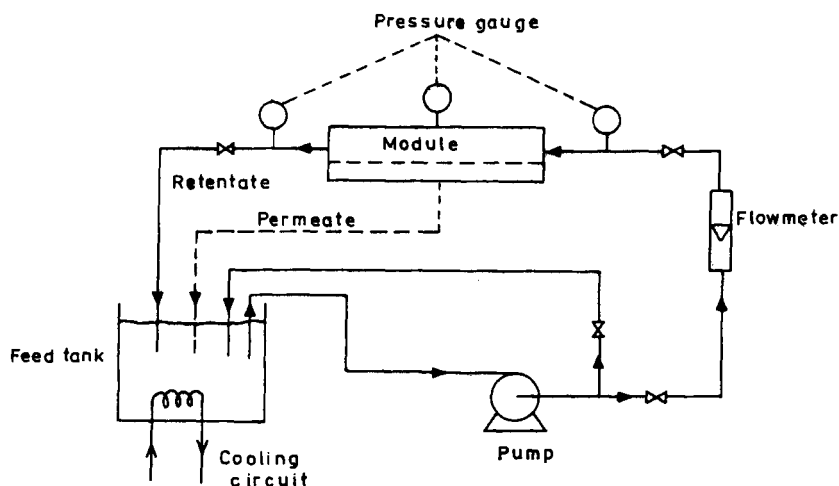 Pressure gauge
Module
Retentate
Permeate
Flowmeter
Feed tank
Pump
Cooling
circuit